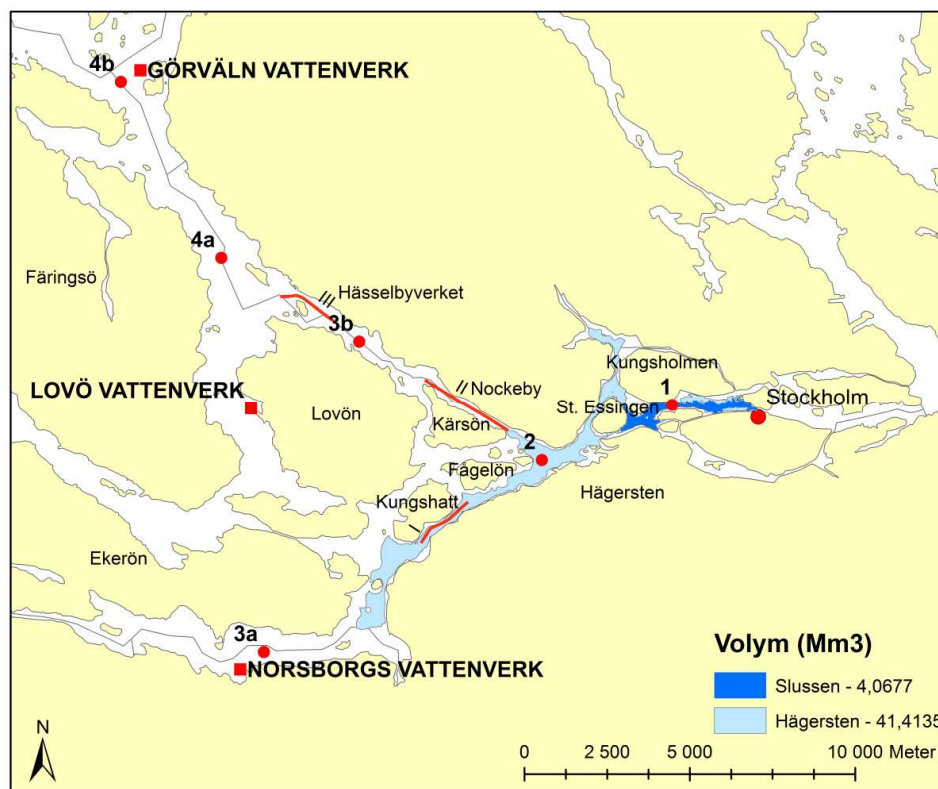 4b
GÖRVÄLN VATTENVERK
4a
Färingsö
Hässelbyverket
3b
Kungsholmen
LOVÖ VATTENVERK
Nockeby
1
Stockholm
Lovön
St. Essingen
Kärsön
2
Fågelön
Hägersten
Kungshatt
Ekerön
3a
NORSBORGS VATTENVERK
Volym (Mm3)
Slussen - 4,0677
Hägersten - 41,4135
N
0 2 500 5 000 10 000 Meter